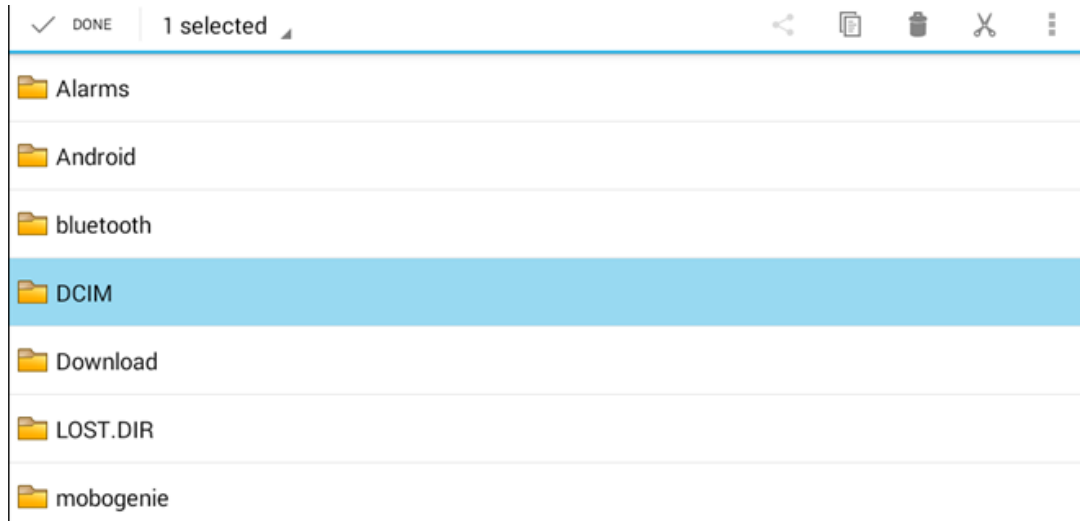 DONE 1 selected
Alarms
Android
bluetooth
DCIM
Download
LOST.DIR
mobogenie